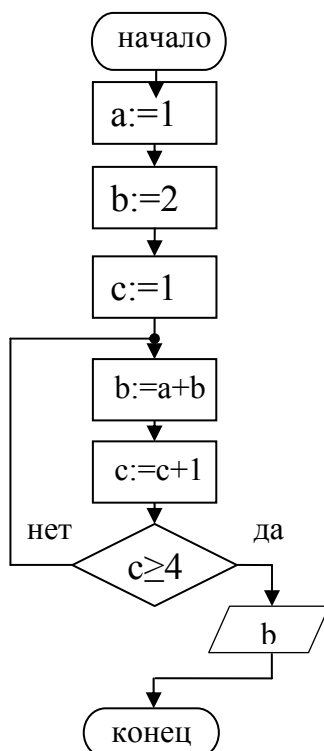 начало
a:=1
b:=2
c:=1
b:=a+b
c:=c+1
нет
да
c≥4
b
конец